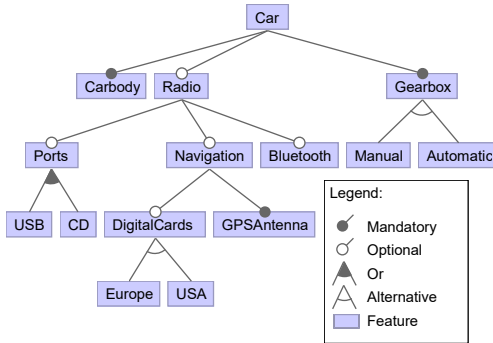 Car
Carbody Radio Gearbox
Ports Navigation Bluetooth Manual Automatic
Legend:
USB CD DigitalCards GPSAntenna Mandatory
Optional
Or
Europe USA Alternative
Feature